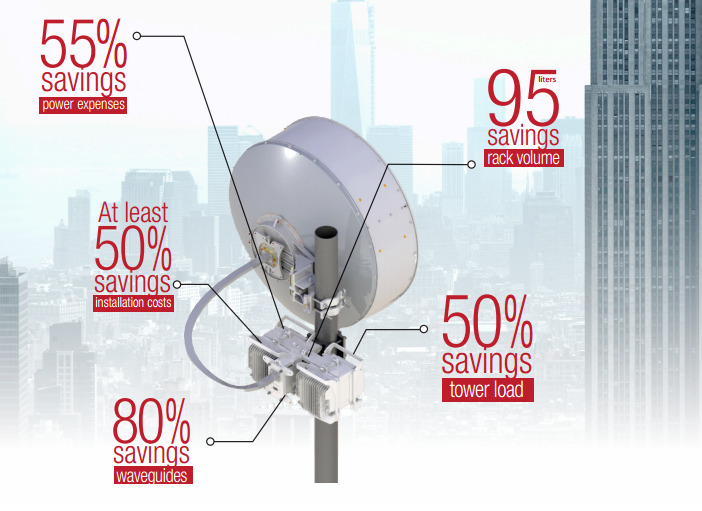 55%
savings
power expenses
95 liters
savings
rack volume
At least
50%
savings
installation costs
50%
savings
tower load
80%
savings
waveguides